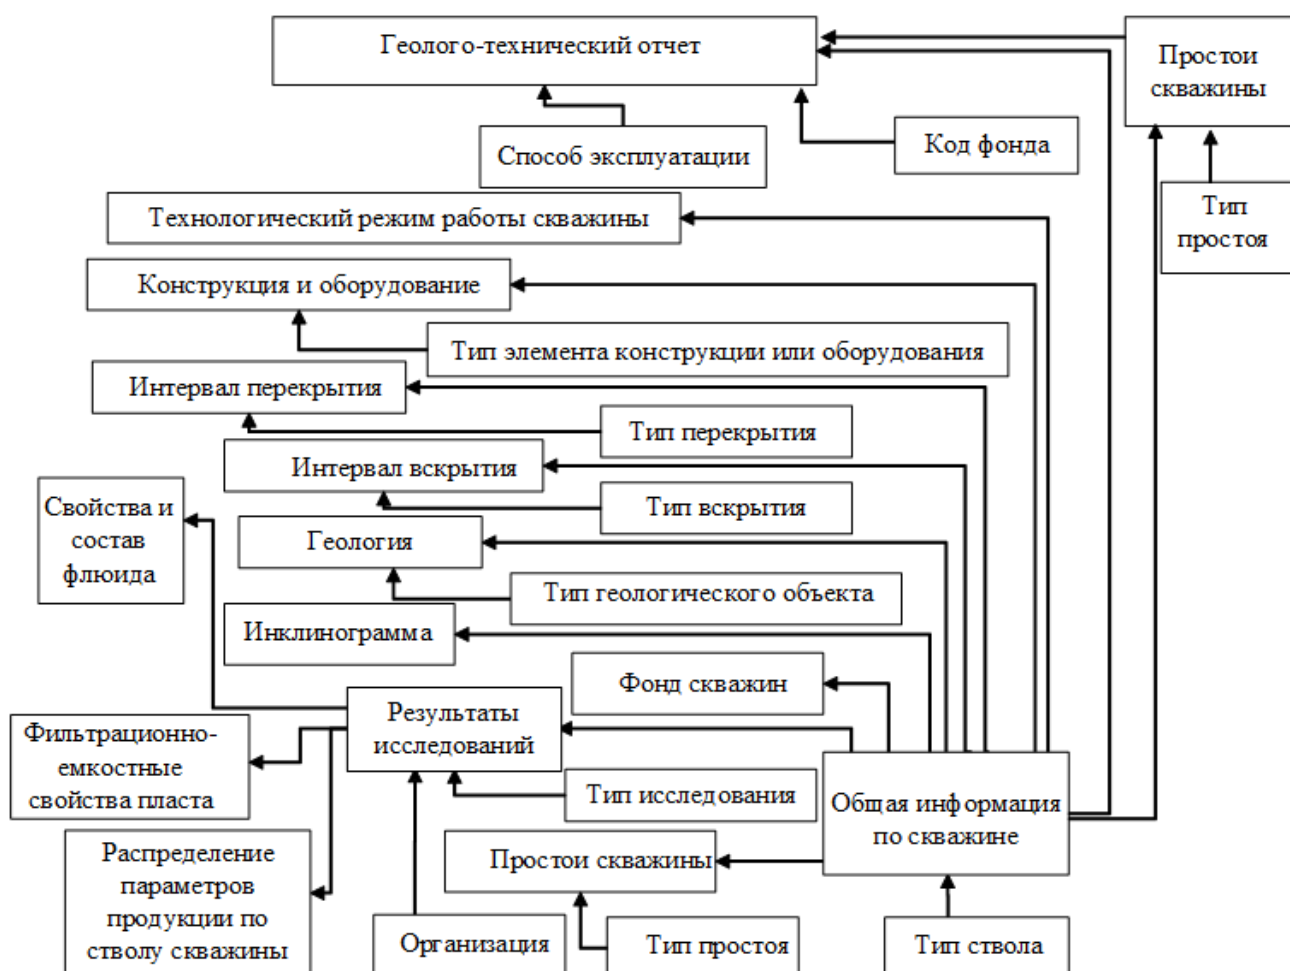 Геолого-технический отчет
Простои
скважины
Способ эксплуатации
Код фонда
Технологический режим работы скважины
Тип
простоя
Конструкция и оборудование
Тип элемента конструкции или оборудования
Интервал перекрытия
Тип перекрытия
Интервал вскрытия
Свойства и
состав
флюида
Тип вскрытия
Геология
Тип геологического объекта
Инклинограмма
Фонд скважин
Результаты
исследований
Фильтрационно-
емкостные
свойства пласта
Тип исследования
Общая информация
по скважине
Распределение
параметров
продукции по
стволу скважины
Простои скважины
Организация
Тип простоя
Тип ствола